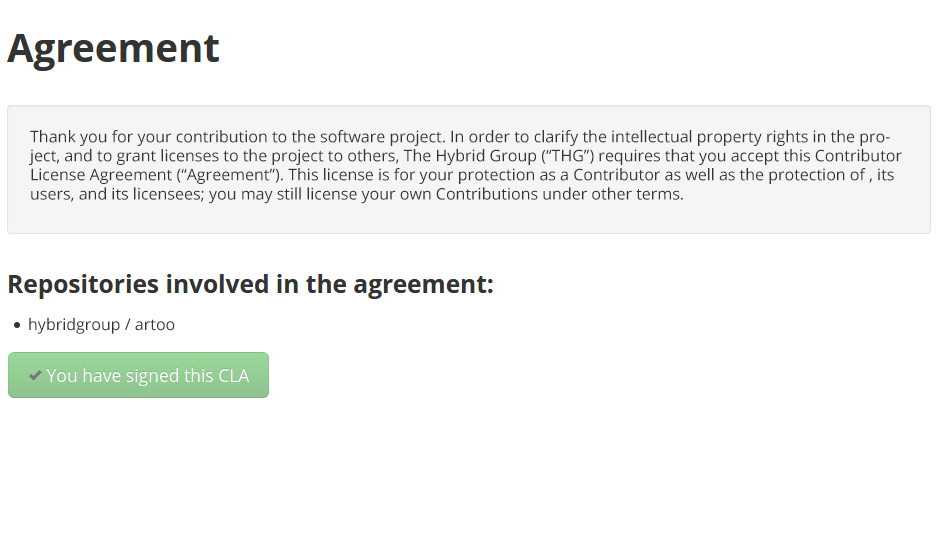 Agreement
Thank you for your contribution to the software project. In order to clarify the intellectual property rights in the pro-
ject, and to grant licenses to the project to others, The Hybrid Group (“THG”) requires that you accept this Contributor
License Agreement (“Agreement”). This license is for your protection as a Contributor as well as the protection of , its
users, and its licensees; you may still license your own Contributions under other terms.
Repositories involved in the agreement:
• hybridgroup / artoo
✔ You have signed this CLA